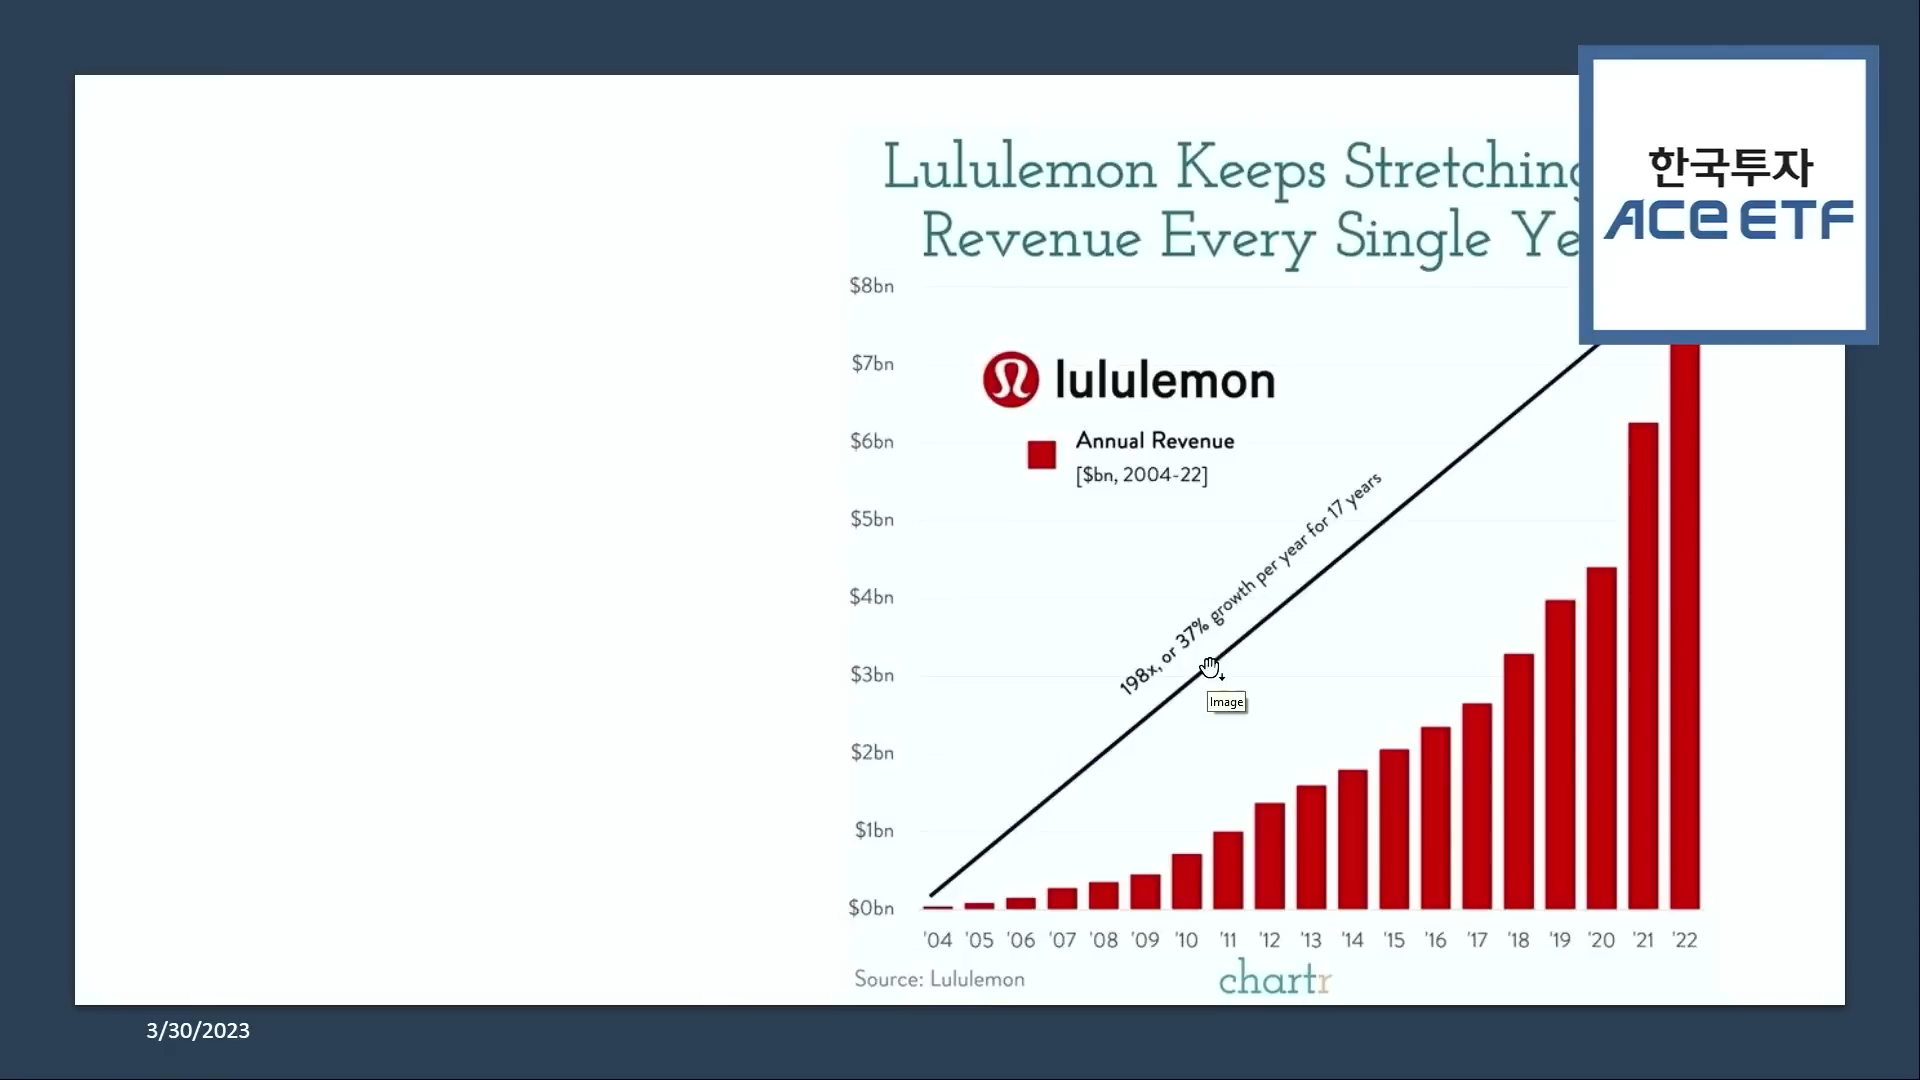 Lululemon Keeps Stretching
Revenue Every Single
한국투자
ACE ETF
$8bn
$7bn
$6bn
$5bn
$4bn
$3bn
$2bn
$1bn
$0bn
lululemon
Annual Revenue
[$bn, 2004-22]
198x, or 37% growth per year for 17 years
Image
'04 '05 '06 '07 '08 '09 '10 '11 '12 '13 '14 '15 '16 '17 '18 '19 '20 '21 '22
Source: Lululemon
chartr
3/30/2023